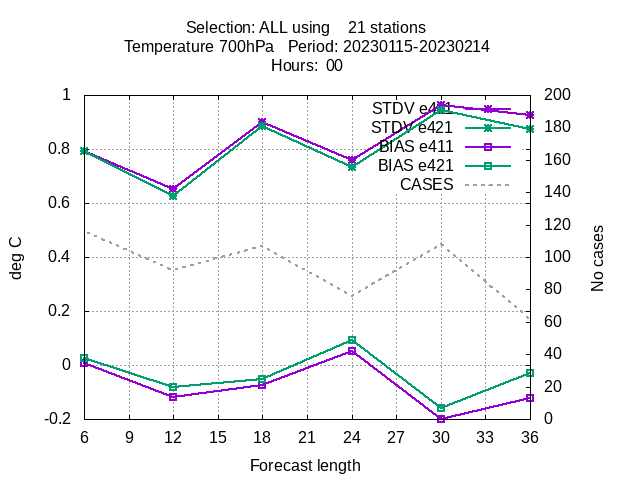 Selection: ALL using 21 stations
Temperature 700hPa Period: 20230115-20230214
Hours: 00
1
0.8
0.6
0.4
0.2
0
-0.2
deg C
STDV e411
STDV e421
BIAS e411
BIAS e421
CASES
200
180
160
140
120
100
80
60
40
20
0
No cases
6 9 12 15 18 21 24 27 30 33 36
Forecast length